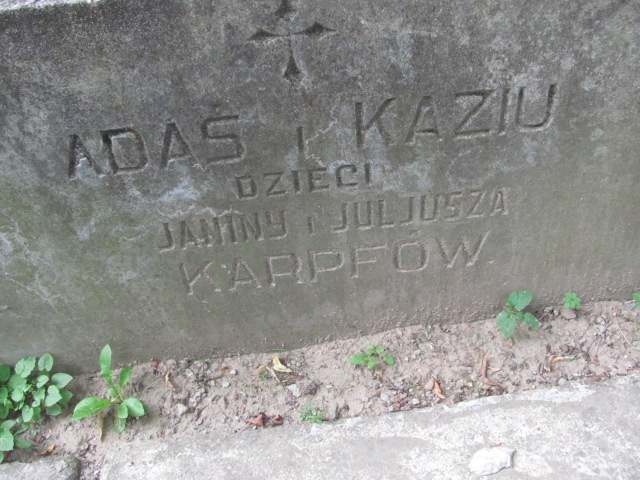 ADAŚ i KAZIU
DZIECI
JANINY i JULJUSZA
KARPFÓW.